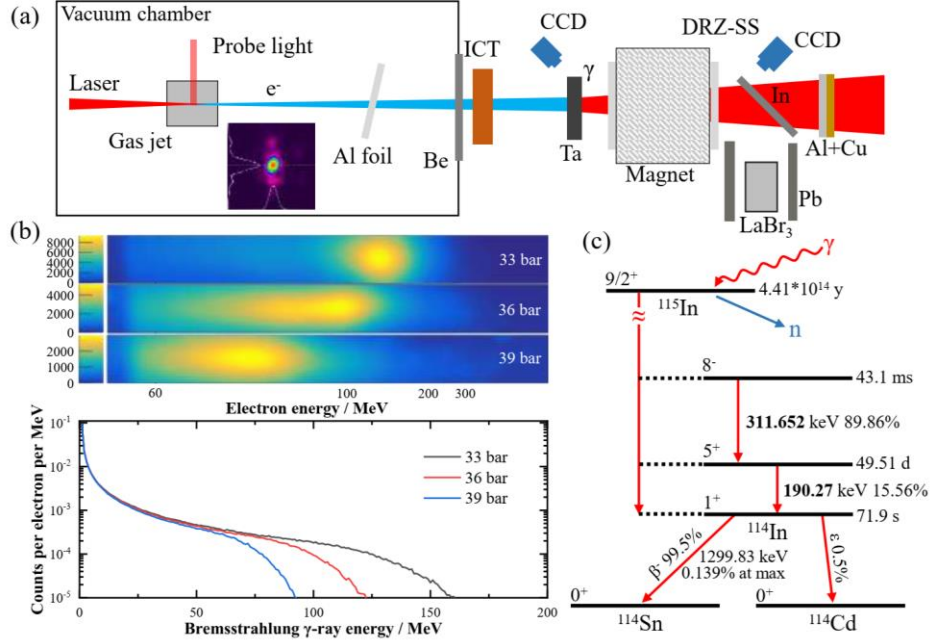 (a)
Vacuum chamber
Probe light
Laser
Gas jet
e-
Al foil
Be
ICT
CCD
γ
Ta
Magnet
DRZ-SS
CCD
In
Al+Cu
Pb
LaBr3
(b)
8000
6000
4000
2000
0
33 bar
4000
2000
0
36 bar
2000
1000
0
39 bar
60
100
200
300
Electron energy / MeV
Counts per electron per MeV
10-1
10-2
10-3
10-4
10-5
33 bar
36 bar
39 bar
0
50
100
150
200
Bremsstrahlung γ-ray energy / MeV
(c)
γ
9/2+
115In
4.41*10^14 y
n
≈
8-
43.1 ms
311.652 keV 89.86%
5+
49.51 d
190.27 keV 15.56%
1+
114In
71.9 s
β- 99.5%
1299.83 keV
0.139% at max
ε 0.5%
0+
114Sn
0+
114Cd